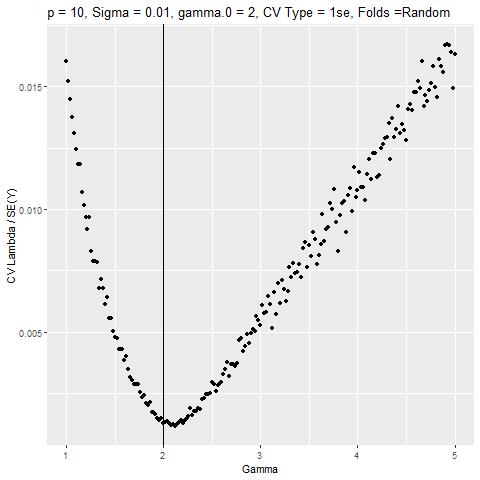 p = 10, Sigma = 0.01, gamma.0 = 2, CV Type = 1se, Folds =Random
0.015
0.010
0.005
CV Lambda / SE(Y)
1
2
3
4
5
Gamma